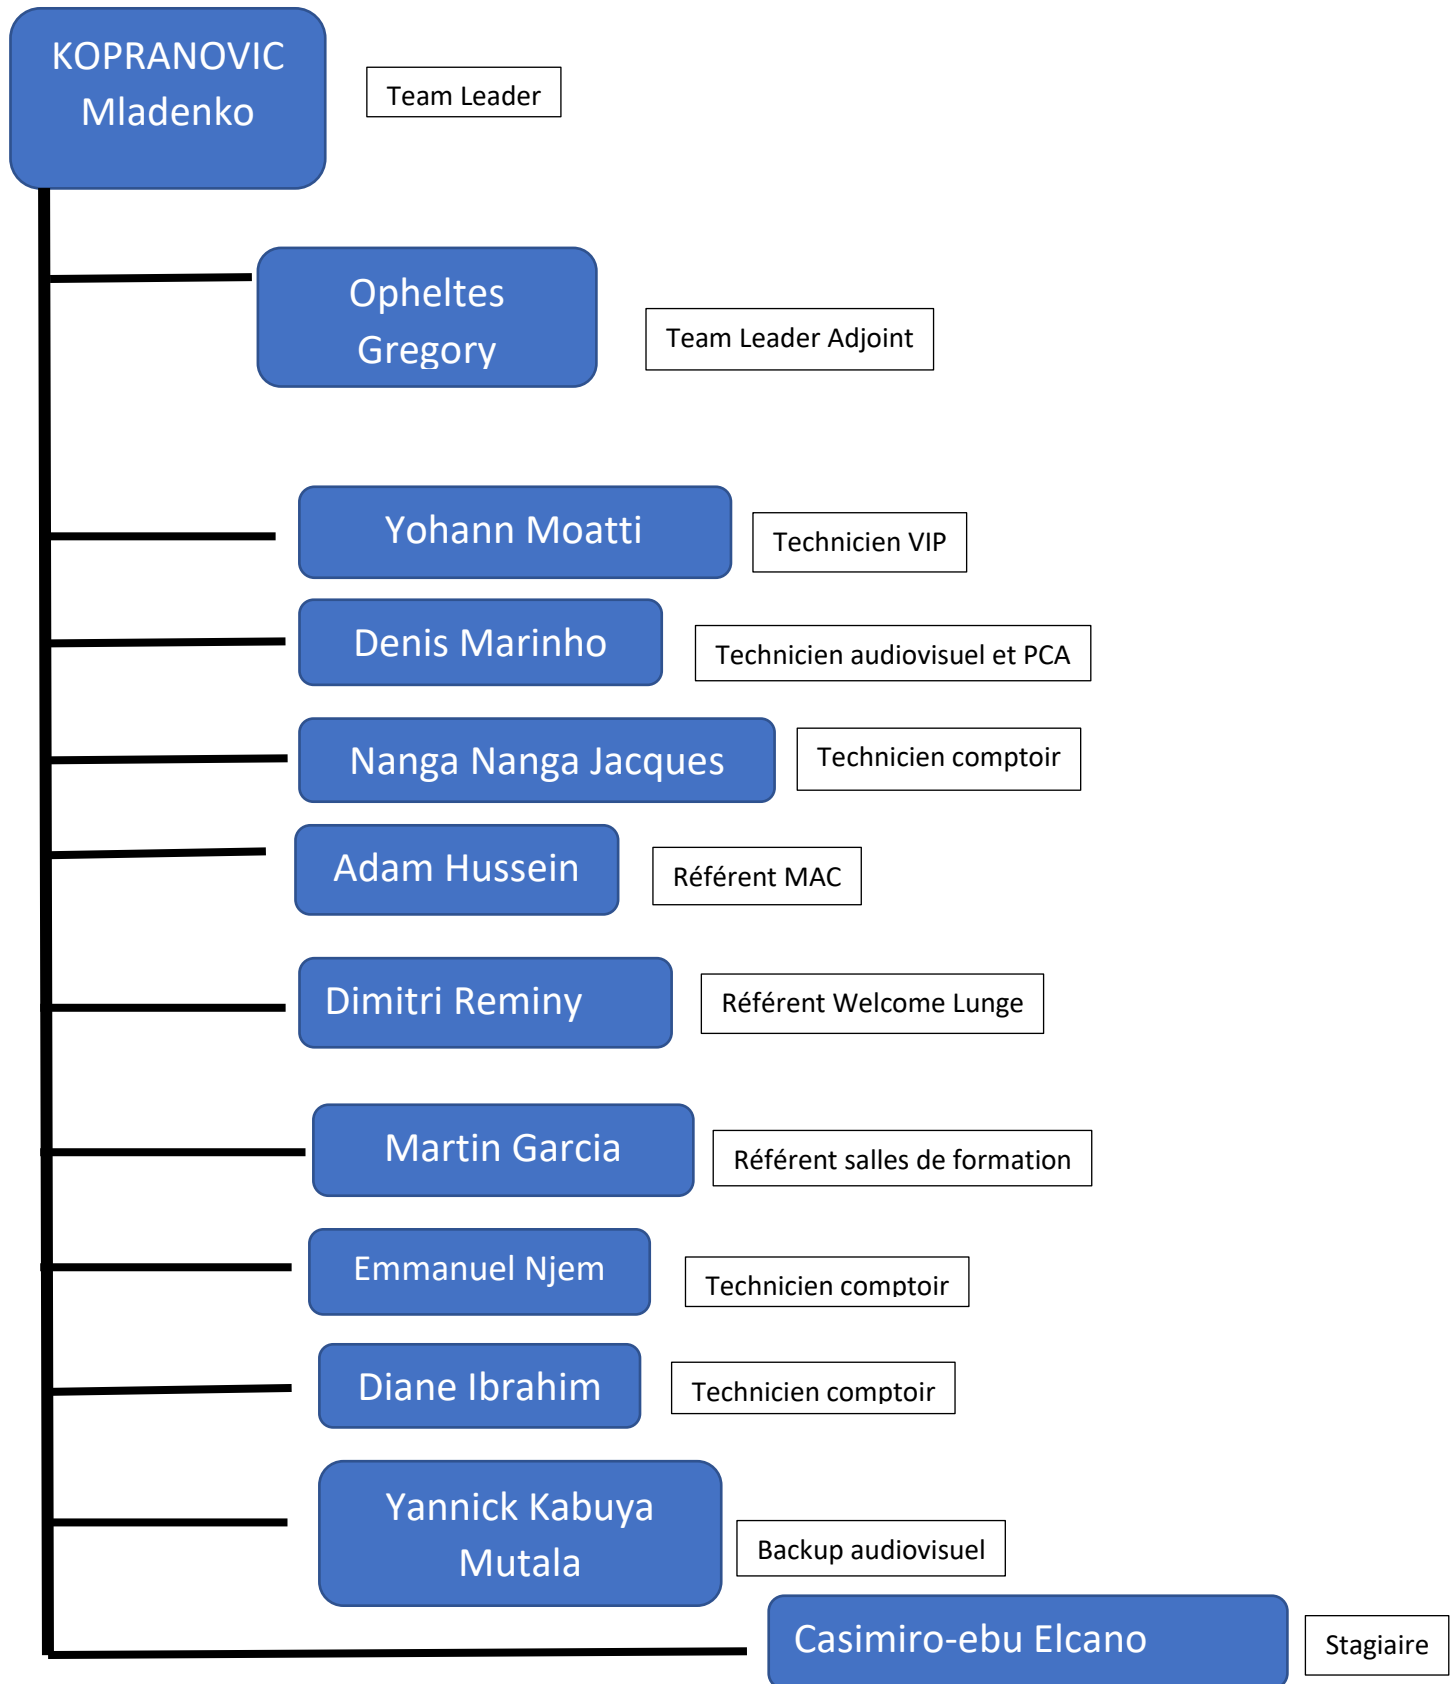 KOPRANOVIC
Mladenko
Team Leader
Opheltes
Gregory
Team Leader Adjoint
Yohann Moatti
Technicien VIP
Denis Marinho
Technicien audiovisuel et PCA
Nanga Nanga Jacques
Technicien comptoir
Adam Hussein
Référent MAC
Dimitri Reminy
Référent Welcome Lunge
Martin Garcia
Référent salles de formation
Emmanuel Njem
Technicien comptoir
Diane Ibrahim
Technicien comptoir
Yannick Kabuya
Mutala
Backup audiovisuel
Casimiro-ebu Elcano
Stagiaire